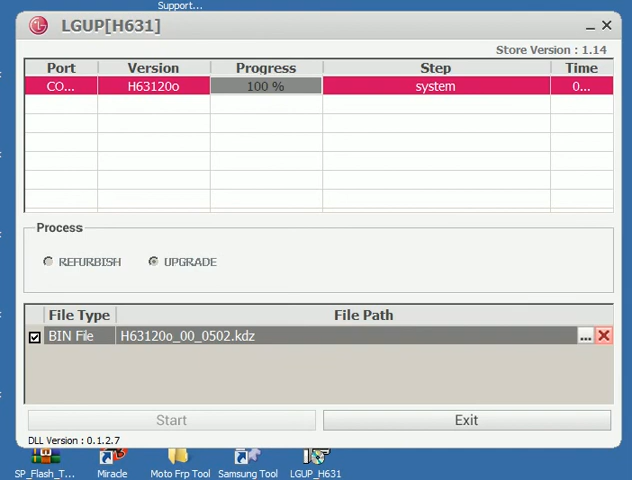 Support...
LGUP[H631]
Store Version : 1.14
Port Version Progress Step Time
CO... H63120o 100 % system 0...
Process
REFURBISH UPGRADE
File Type File Path
BIN File H63120o_00_0502.kdz ...
Start Exit
DLL Version : 0.1.2.7
SP_Flash_T... Miracle Moto Frp Tool Samsung Tool LGUP_H631